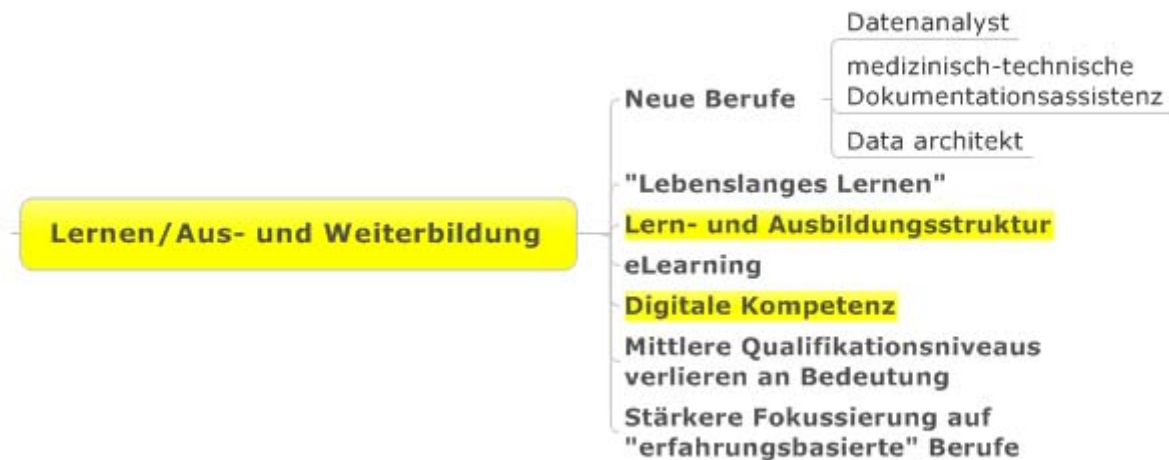 Datenanalyst
medizinisch-technische
Dokumentationsassistenz
Neue Berufe
Data architekt
"Lebenslanges Lernen"
Lernen/Aus- und Weiterbildung
Lern- und Ausbildungsstruktur
eLearning
Digitale Kompetenz
Mittlere Qualifikationsniveaus
verlieren an Bedeutung
Stärkere Fokussierung auf
"erfahrungsbasierte" Berufe